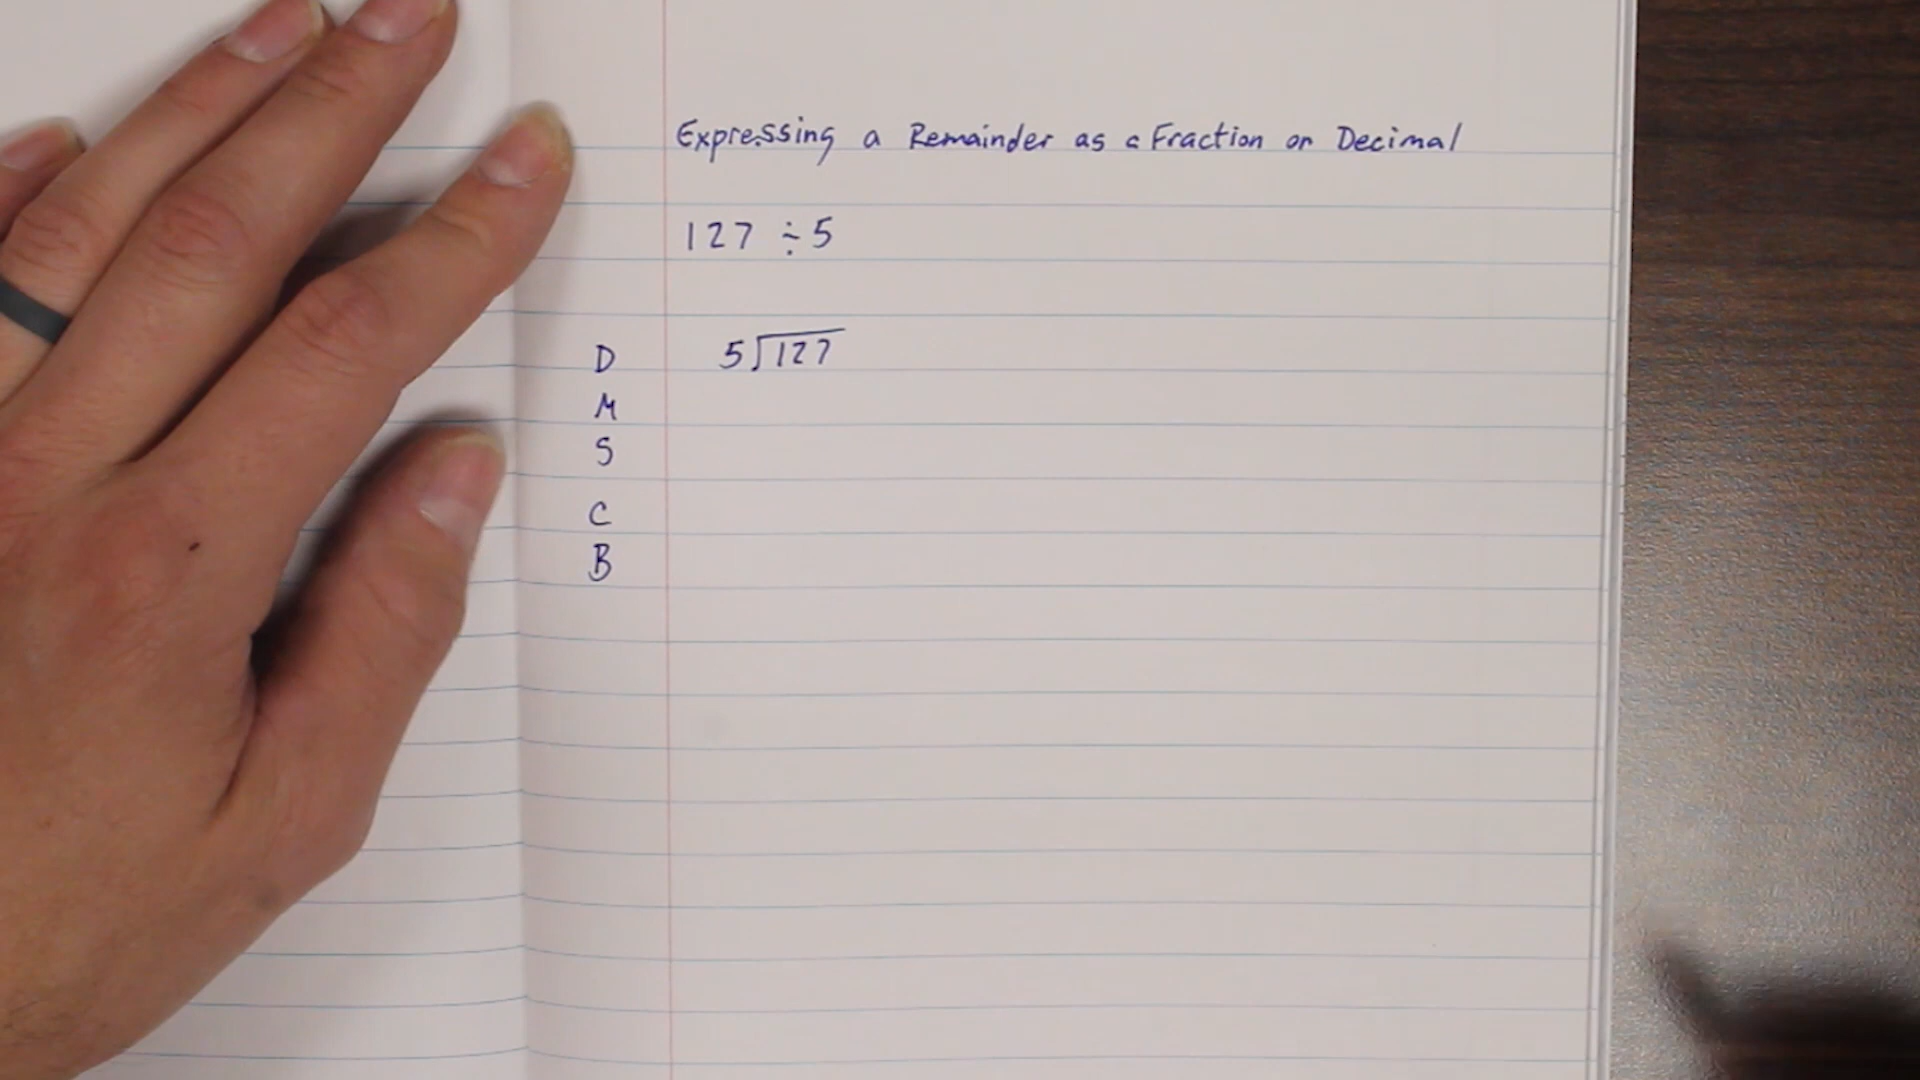 Expressing a Remainder as a Fraction or Decimal
127 ÷ 5
D 5⟌127
M
S
C
B